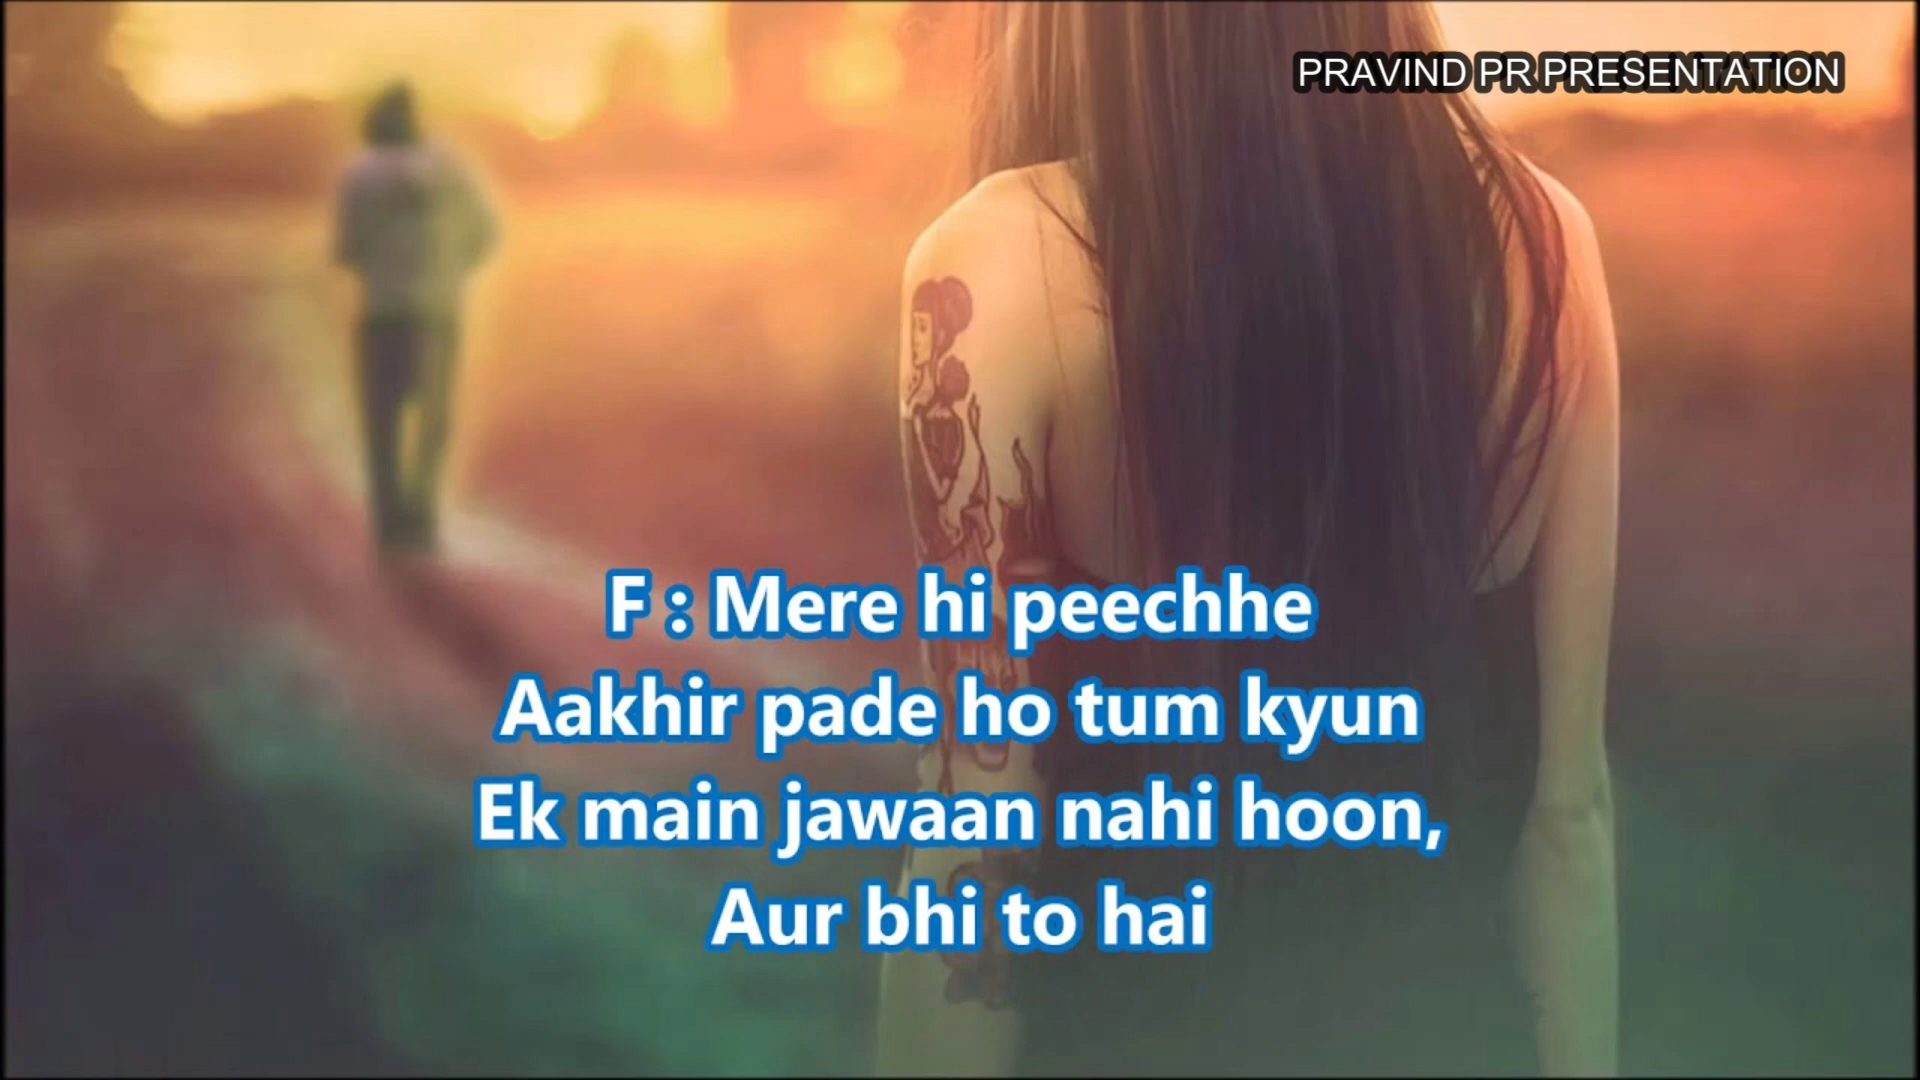 PRAVIND PR PRESENTATION
F : Mere hi peechhe
Aakhir pade ho tum kyun
Ek main jawaan nahi hoon,
Aur bhi to hai